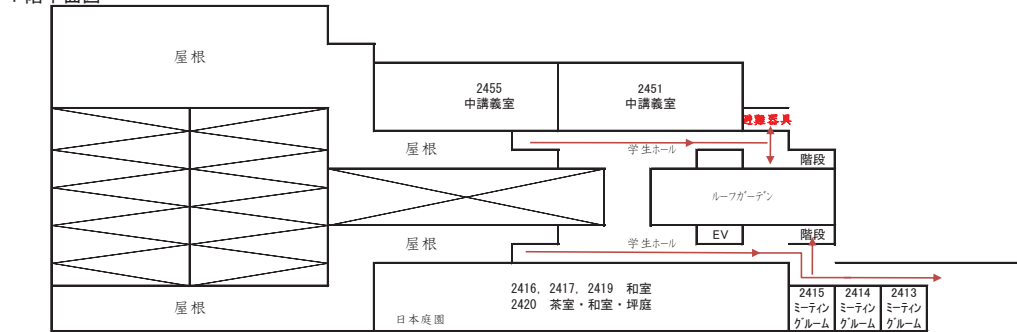 屋根
2455
中講義室
2451
中講義室
避難器具
屋根
学生ホール
階段
ルーフガーデン
屋根
学生ホール
EV
階段
2416, 2417, 2419 和室
2420 茶室・和室・坪庭
日本庭園
屋根
2415
ミーティン
グルーム
2414
ミーティン
グルーム
2413
ミーティン
グルーム